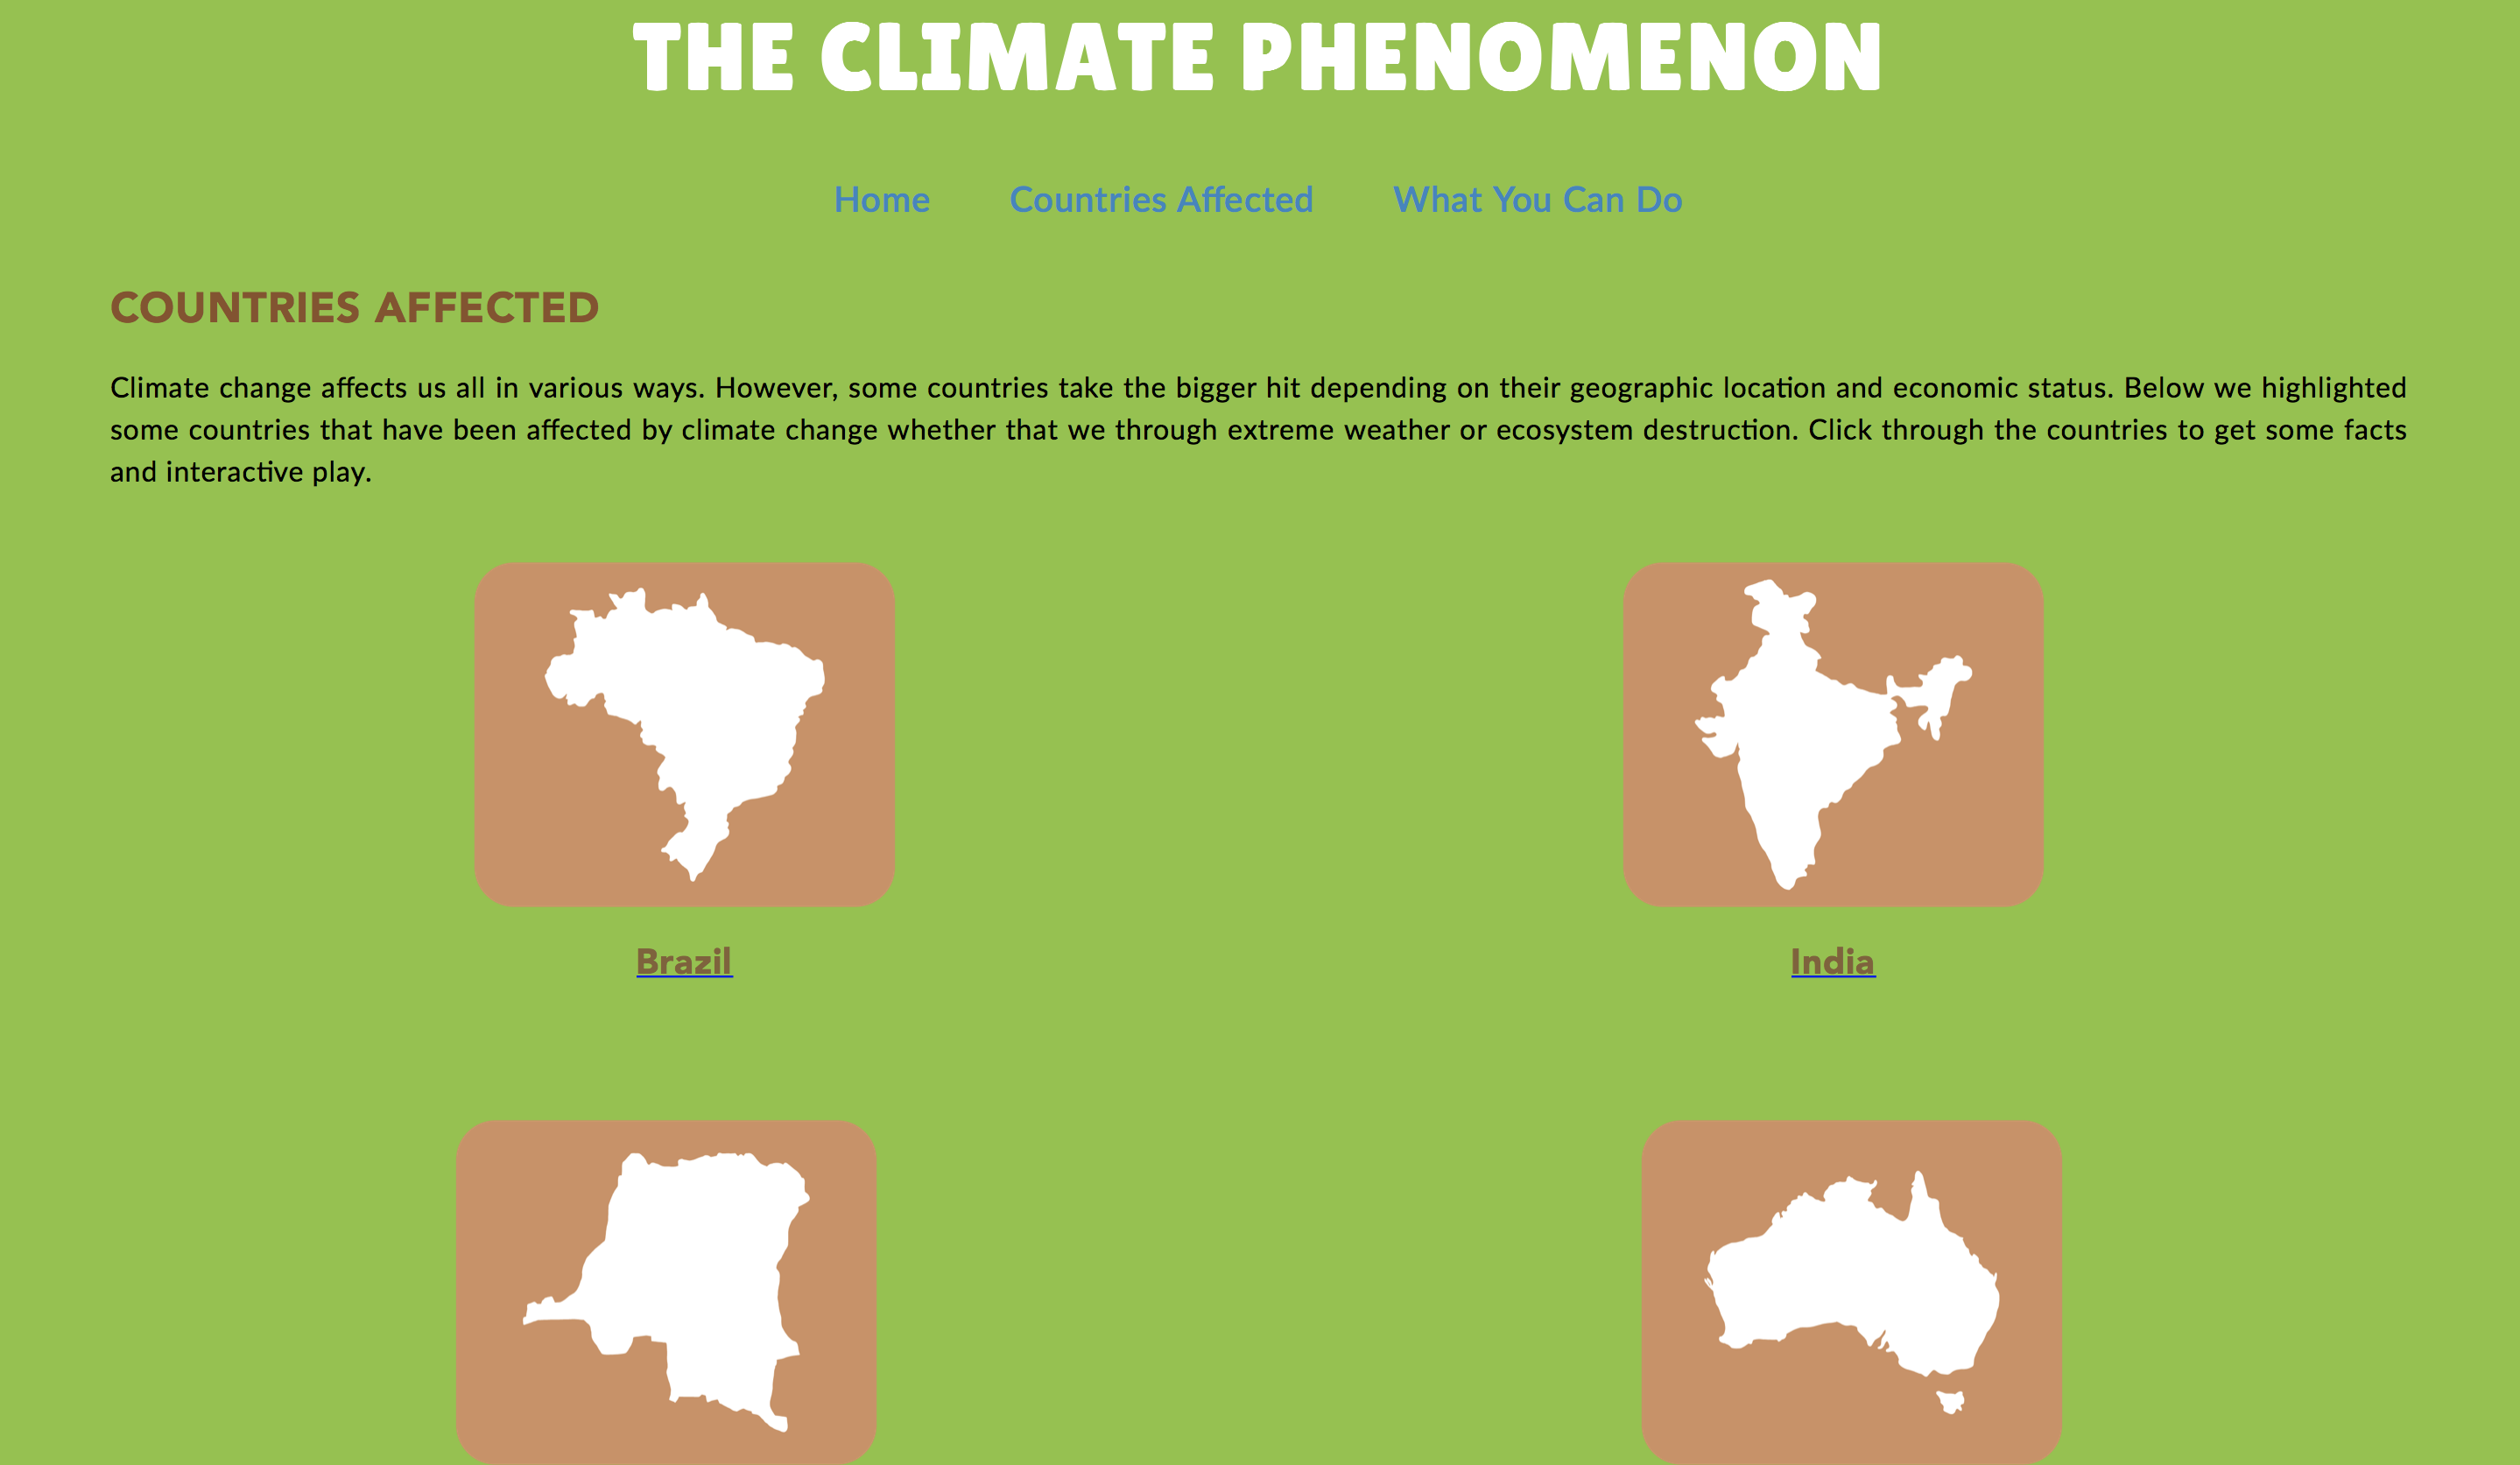 THE CLIMATE PHENOMENON
Home Countries Affected What You Can Do
COUNTRIES AFFECTED
Climate change affects us all in various ways. However, some countries take the bigger hit depending on their geographic location and economic status. Below we highlighted
some countries that have been affected by climate change whether that we through extreme weather or ecosystem destruction. Click through the countries to get some facts
and interactive play.
Brazil India